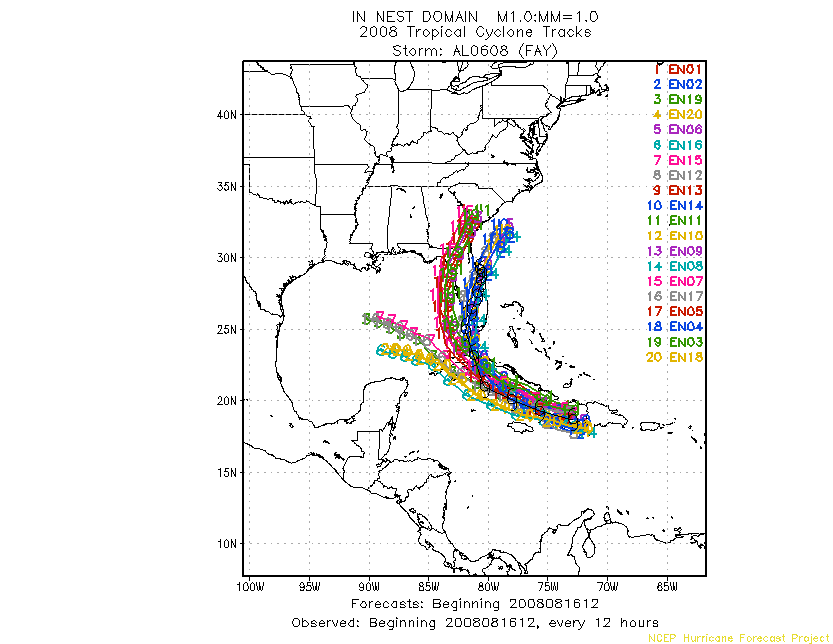 IN NEST DOMAIN M1.0:MM=1.0
2008 Tropical Cyclone Tracks
Storm: AL0608 (FAY)
1 EN01
2 EN02
3 EN19
4 EN20
5 EN06
6 EN16
7 EN15
8 EN12
9 EN13
10 EN14
11 EN11
12 EN10
13 EN09
14 EN08
15 EN07
16 EN17
17 EN05
18 EN04
19 EN03
20 EN18
40N
35N
30N
25N
20N
15N
10N
100W 95W 90W 85W 80W 75W 70W 65W
Forecasts: Beginning 2008081612
Observed: Beginning 2008081612, every 12 hours
NCEP Hurricane Forecast Project